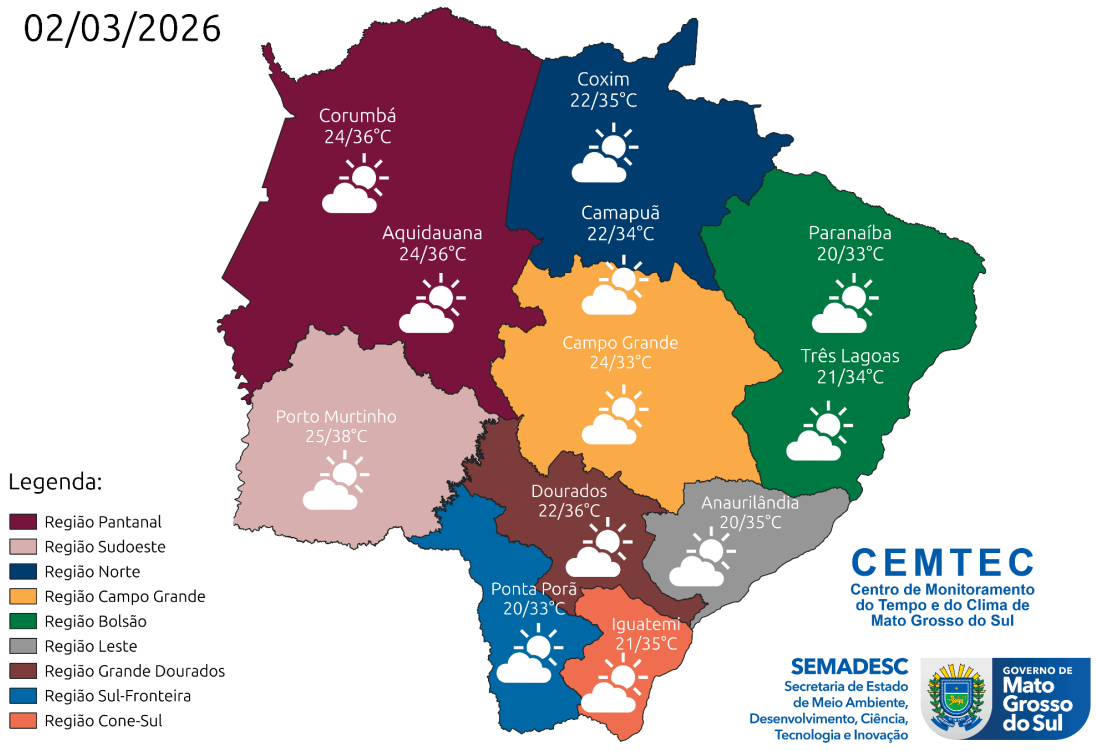 02/03/2026
Coxim
22/35°C
Corumbá
24/36°C
Camapuã
22/34°C
Aquidauana
24/36°C
Paranaíba
20/33°C
Campo Grande
24/33°C
Três Lagoas
21/34°C
Porto Murtinho
25/38°C
Dourados
22/36°C
Anaurilândia
20/35°C
Ponta Porã
20/33°C
Iguatemi
21/35°C
Legenda:
Região Pantanal
Região Sudoeste
Região Norte
Região Campo Grande
Região Bolsão
Região Leste
Região Grande Dourados
Região Sul-Fronteira
Região Cone-Sul
CEMTEC
Centro de Monitoramento
do Tempo e do Clima de
Mato Grosso do Sul
SEMADESC
Secretaria de Estado
de Meio Ambiente,
Desenvolvimento, Ciência,
Tecnologia e Inovação
GOVERNO DE
Mato
Grosso
do Sul